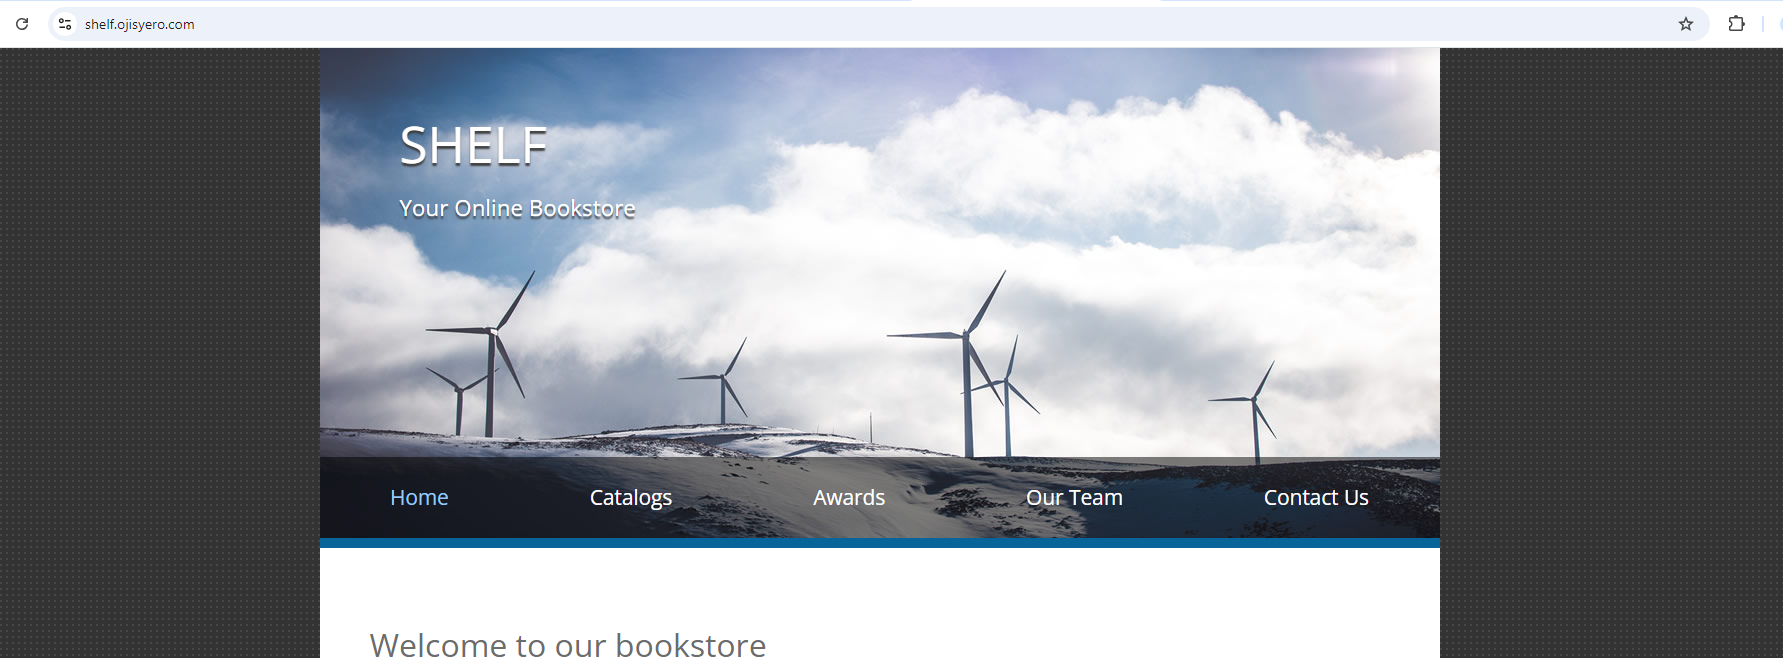 shelf.ojisyero.com
SHELF
Your Online Bookstore
Home Catalogs Awards Our Team Contact Us
Welcome to our bookstore